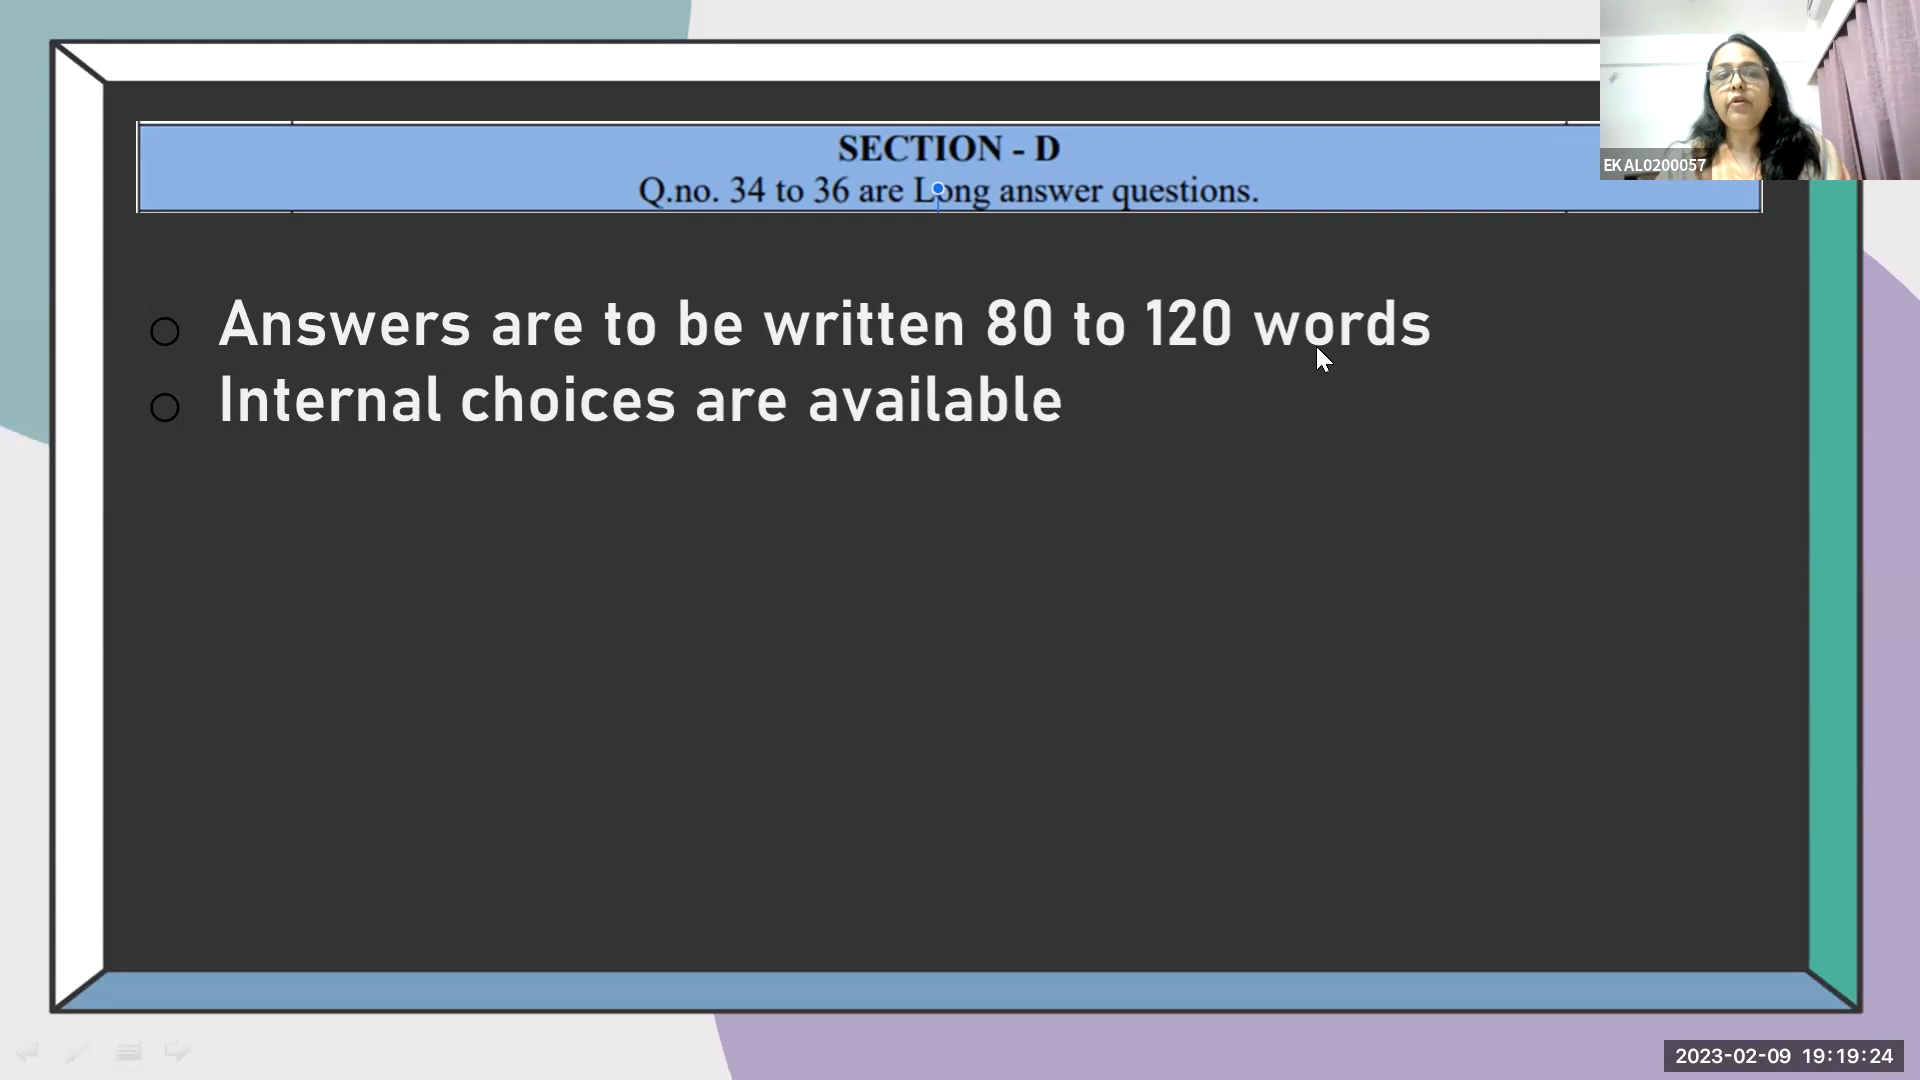 SECTION - D
Q.no. 34 to 36 are Long answer questions.
EKAL0200057
Answers are to be written 80 to 120 words
Internal choices are available
2023-02-09 19:19:24